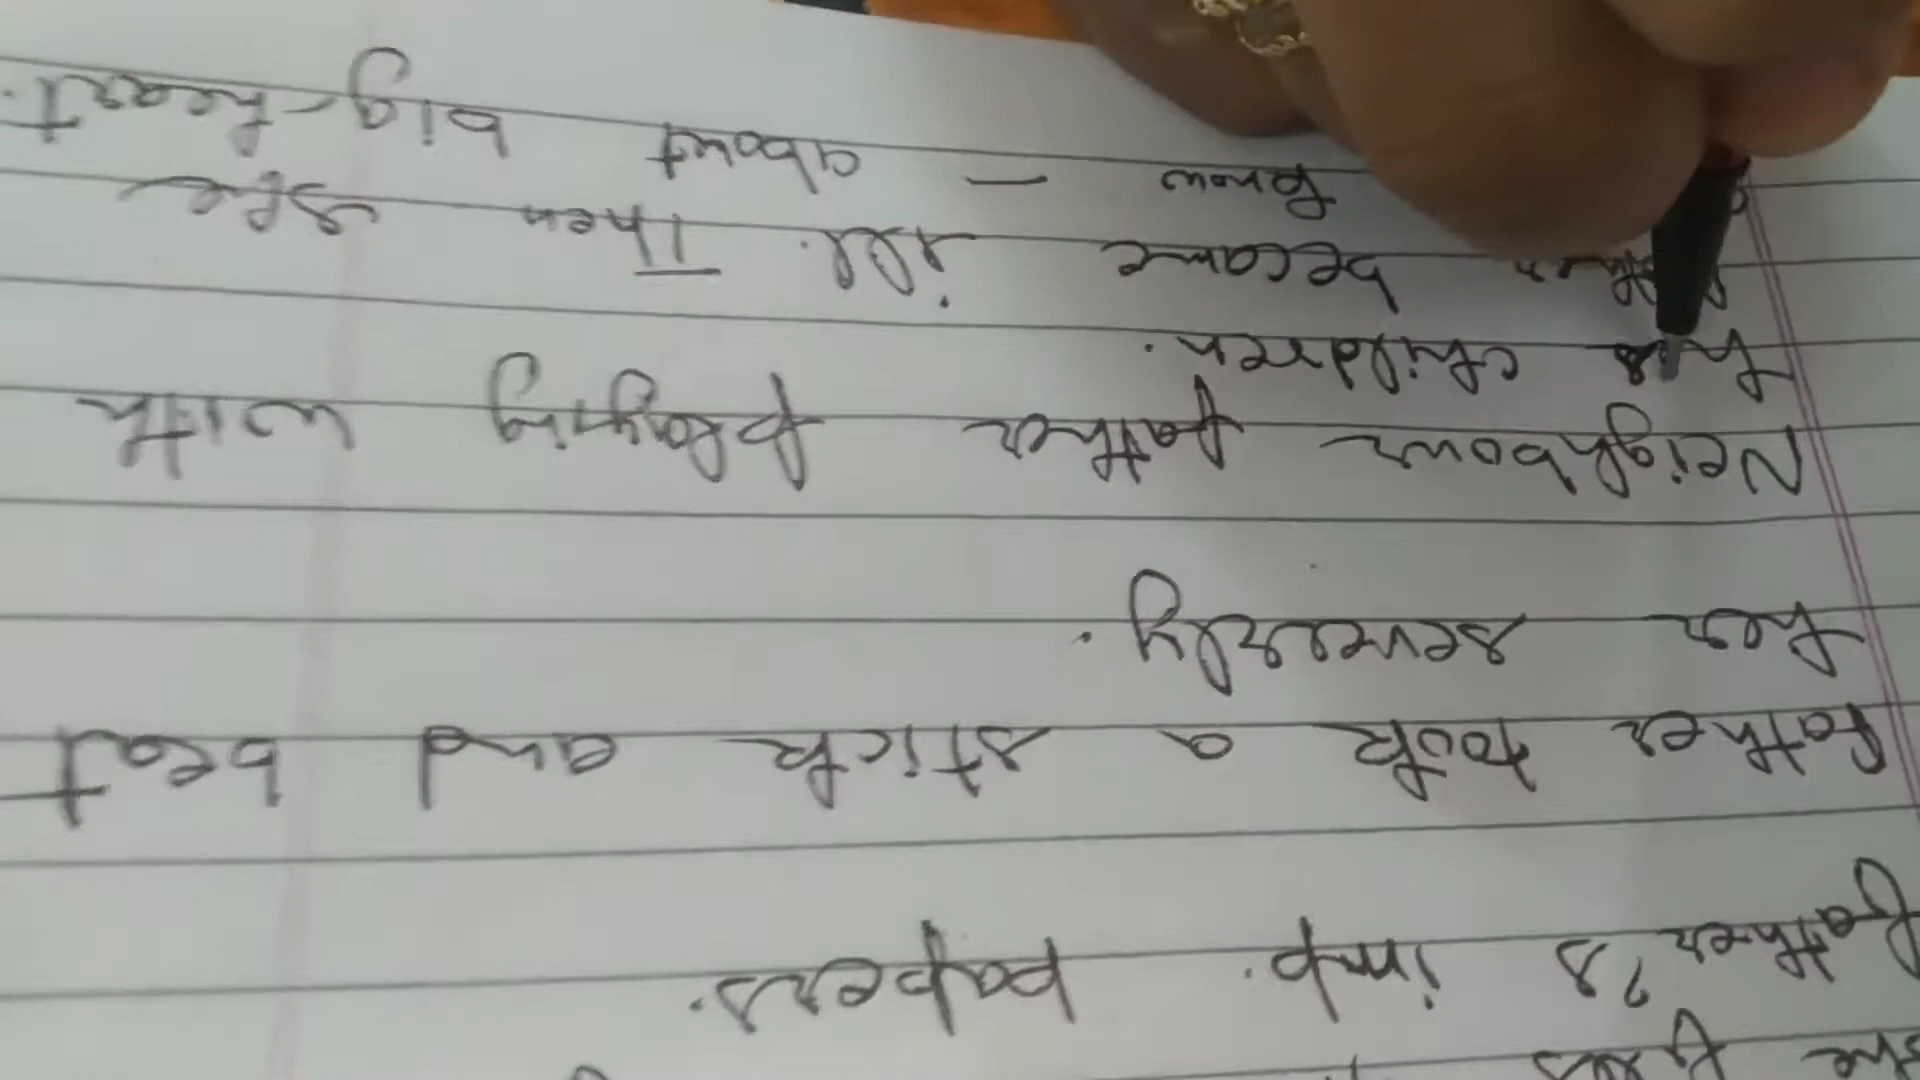 she
father's imp. papers.
father took a stick and beat
her severely.
Neighbour father playing with
his children.
became ill. Then she
know - about big-heart.